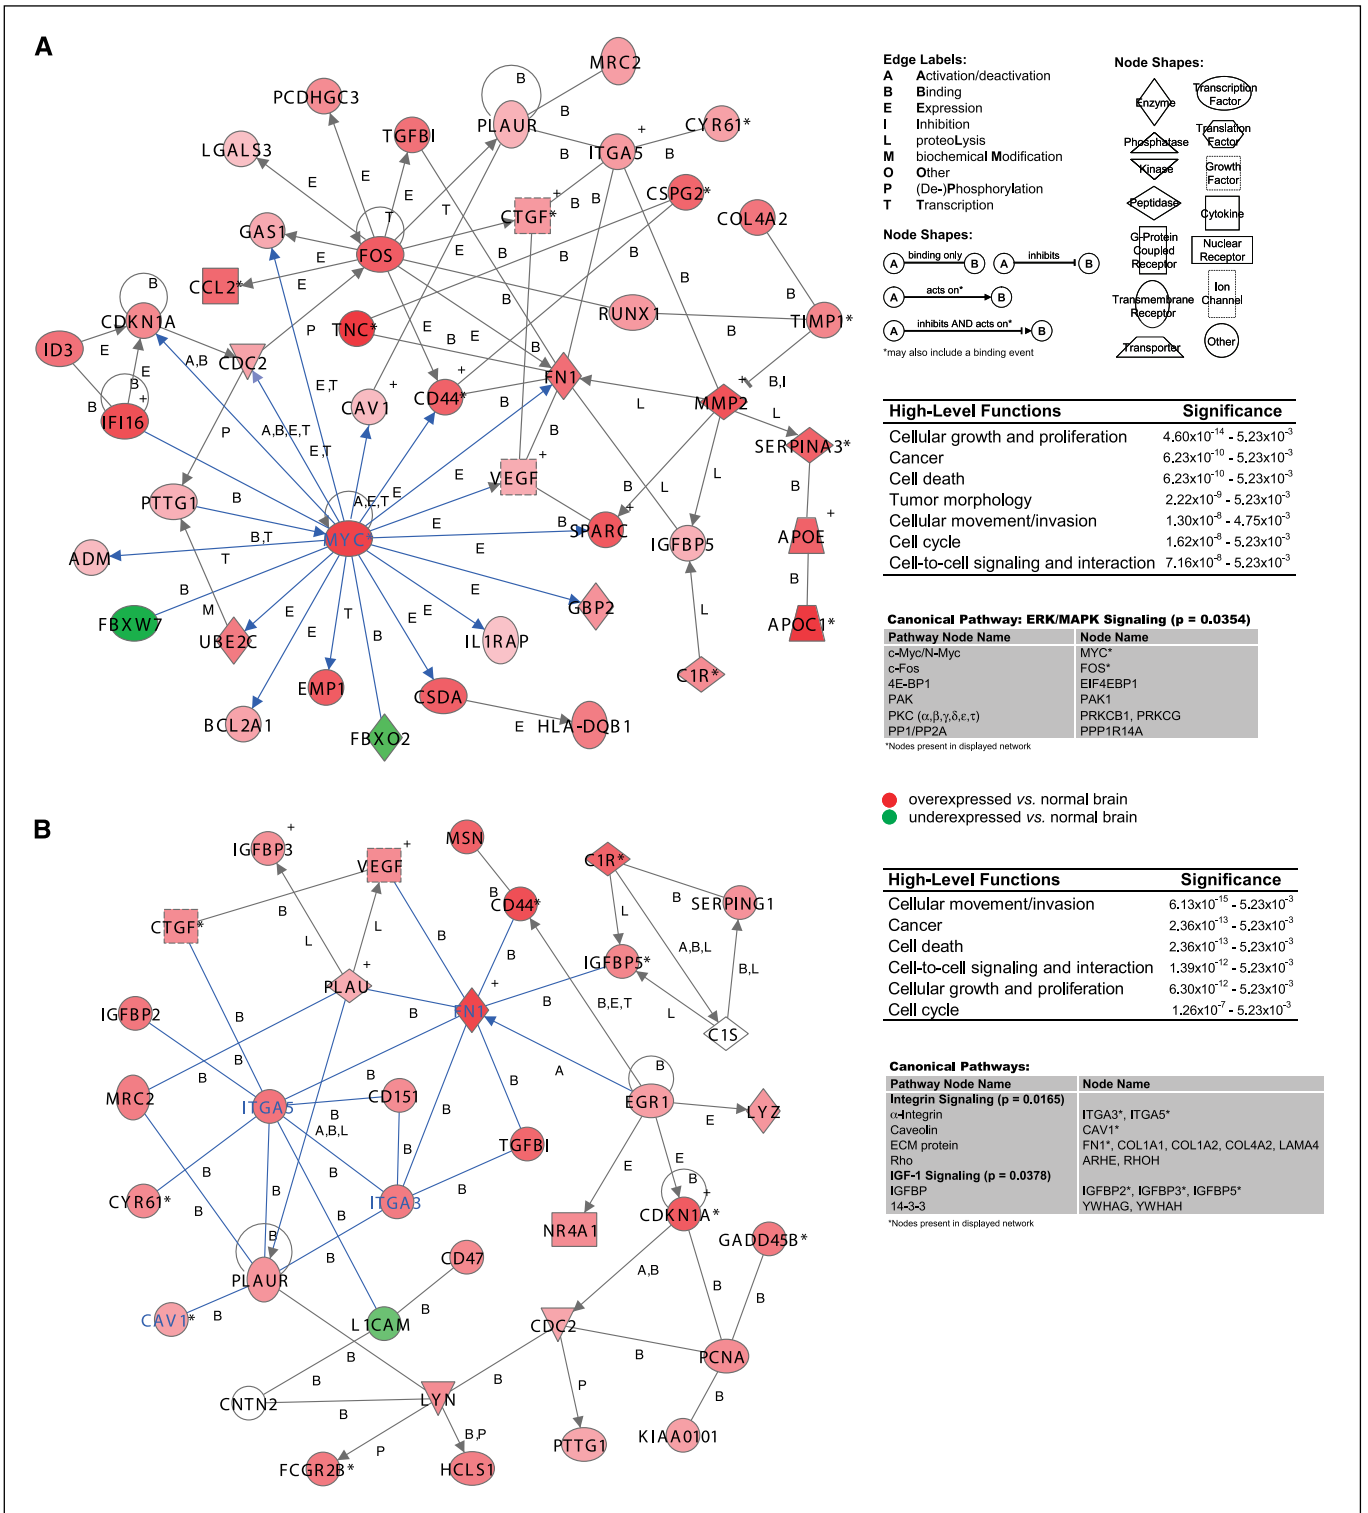 A
MRC2
B
PCDHGC3
B
PLAUR
CYR61*
TGFBI
B
ITGA5
+
LGALS3
B
B
E
E
E
E
T
B
B
CSPG2*
+
CTGF*
COL4A2
GAS1
E
FOS
E
B
B
E
CCL2*
B
B
B
B
CDKN1A
P
TNC*
E
E
RUNX1
B
TIMP1*
ID3
E
A,B
CDC2
E
B
+
FN1
B,I
E,T
CAV1
+
CD44*
+
MMP2
L
L
B
IFI16
+
B
P
A,B,E,T
E,T
B
B
SERPINA3*
E
VEGF
+
L
PTTG1
B
A,E,T
E
B
L
B
MYC*
E
B
SPARC
+
IGFBP5
APOE
+
B,T
T
E
ADM
B
E
GBP2
B
L
FBXW7
M
UBE2C
E
T
E
E
IL1RAP
APOC1*
E
B
C1R*
EMP1
CSDA
BCL2A1
E
HLA-DQB1
FBXO2
Edge Labels:
A Activation/deactivation
B Binding
E Expression
I Inhibition
L proteoLysis
M biochemical Modification
O Other
P (De-)Phosphorylation
T Transcription
Node Shapes:
A binding only B
A inhibits B
A acts on* B
A inhibits AND acts on* B
*may also include a binding event
Node Shapes:
Enzyme
Transcription
Factor
Phosphatase
Translation
Factor
Kinase
Growth
Factor
Peptidase
Cytokine
G-Protein
Coupled
Receptor
Nuclear
Receptor
Transmembrane
Receptor
Ion
Channel
Transporter
Other
High-Level Functions Significance
Cellular growth and proliferation 4.60x10-14 - 5.23x10-3
Cancer 6.23x10-10 - 5.23x10-3
Cell death 6.23x10-10 - 5.23x10-3
Tumor morphology 2.22x10-9 - 5.23x10-3
Cellular movement/invasion 1.30x10-8 - 4.75x10-3
Cell cycle 1.62x10-8 - 5.23x10-3
Cell-to-cell signaling and interaction 7.16x10-8 - 5.23x10-3
Canonical Pathway: ERK/MAPK Signaling (p = 0.0354)
Pathway Node Name Node Name
c-Myc/N-Myc MYC*
c-Fos FOS*
4E-BP1 EIF4EBP1
PAK PAK1
PKC (α,β,γ,δ,ε,τ) PRKCB1, PRKCG
PP1/PP2A PPP1R14A
*Nodes present in displayed network
overexpressed vs. normal brain
underexpressed vs. normal brain
B
IGFBP3
+
VEGF
+
MSN
C1R*
CTGF*
B
B
CD44*
B
SERPING1
L
L
B
B
L
A,B,L
B,L
PLAU
+
IGFBP5*
IGFBP2
B
B
FN1
+
B
B,E,T
L
C1S
MRC2
B
B
B
B
A
B
ITGA5
CD151
EGR1
E
LYZ
A,B,L
B
TGFBI
B
B
B
CYR61*
B
ITGA3
B
E
E
B
+
NR4A1
CDKN1A*
GADD45B*
B
PLAUR
B
CD47
A,B
B
B
CAV1*
B
L1CAM
B
CDC2
B
B
B
PCNA
CNTN2
B
LYN
B
P
B
B,P
P
PTTG1
KIAA0101
FCGR2B*
HCLS1
High-Level Functions Significance
Cellular movement/invasion 6.13x10-15 - 5.23x10-3
Cancer 2.36x10-13 - 5.23x10-3
Cell death 2.36x10-13 - 5.23x10-3
Cell-to-cell signaling and interaction 1.39x10-12 - 5.23x10-3
Cellular growth and proliferation 6.30x10-12 - 5.23x10-3
Cell cycle 1.26x10-7 - 5.23x10-3
Canonical Pathways:
Pathway Node Name Node Name
Integrin Signaling (p = 0.0165)
α-Integrin ITGA3*, ITGA5*
Caveolin CAV1*
ECM protein FN1*, COL1A1, COL1A2, COL4A2, LAMA4
Rho ARHE, RHOH
IGF-1 Signaling (p = 0.0378)
IGFBP IGFBP2*, IGFBP3*, IGFBP5*
14-3-3 YWHAG, YWHAH
*Nodes present in displayed network